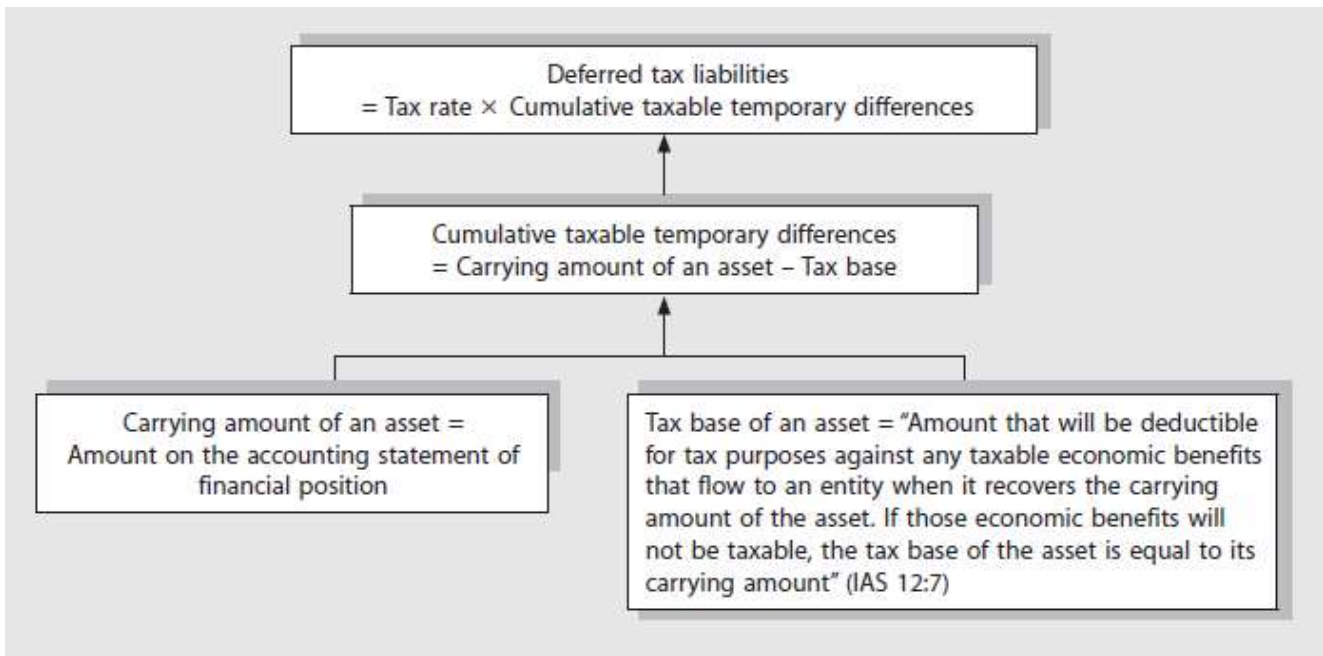 Deferred tax liabilities
= Tax rate × Cumulative taxable temporary differences
Cumulative taxable temporary differences
= Carrying amount of an asset – Tax base
Carrying amount of an asset =
Amount on the accounting statement of
financial position
Tax base of an asset = “Amount that will be deductible
for tax purposes against any taxable economic benefits
that flow to an entity when it recovers the carrying
amount of the asset. If those economic benefits will
not be taxable, the tax base of the asset is equal to its
carrying amount” (IAS 12:7)